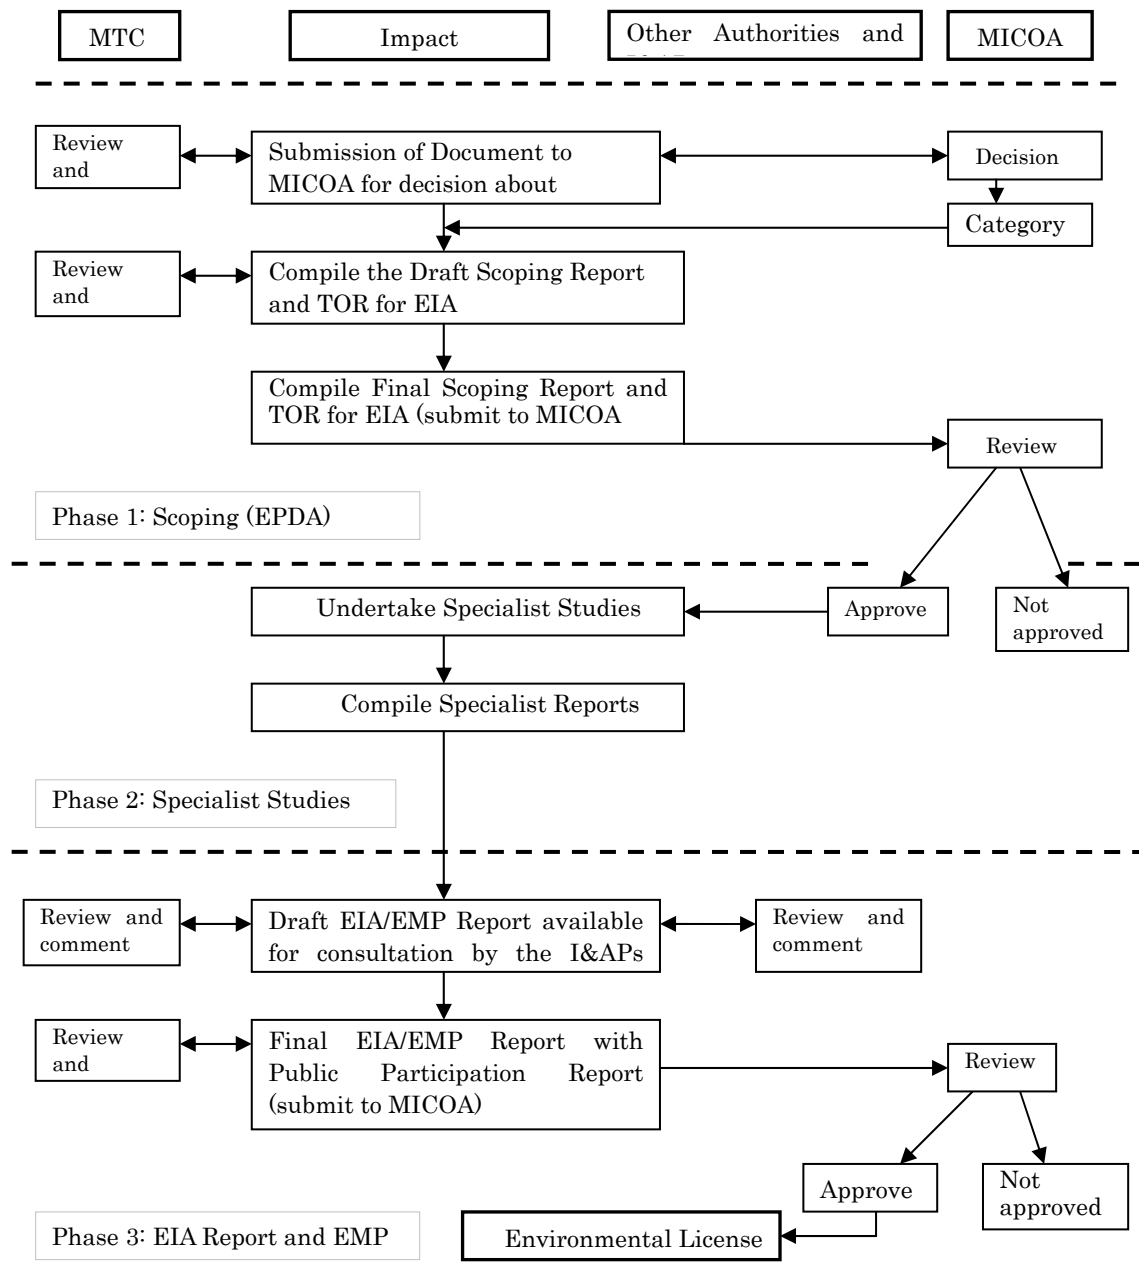 MTC
Impact
Other Authorities and
MICOA
Review
and
Submission of Document to
MICOA for decision about
Decision
Category
Review
and
Compile the Draft Scoping Report
and TOR for EIA
Compile Final Scoping Report and
TOR for EIA (submit to MICOA
Review
Phase 1: Scoping (EPDA)
Undertake Specialist Studies
Approve
Not
approved
Compile Specialist Reports
Phase 2: Specialist Studies
Review and
comment
Draft EIA/EMP Report available
for consultation by the I&APs
Review and
comment
Review
and
Final EIA/EMP Report with
Public Participation Report
(submit to MICOA)
Review
Approve
Not
approved
Phase 3: EIA Report and EMP
Environmental License